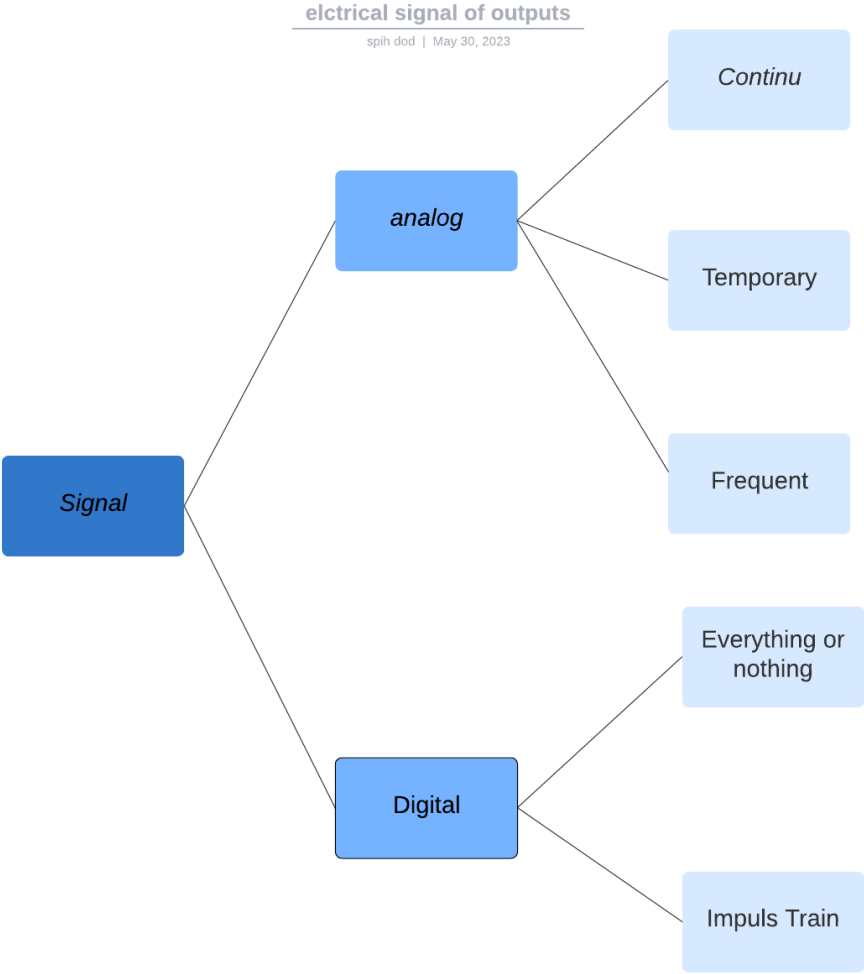 elctrical signal of outputs
spih dod | May 30, 2023
Continu
analog
Temporary
Frequent
Signal
Everything or
nothing
Digital
Impuls Train